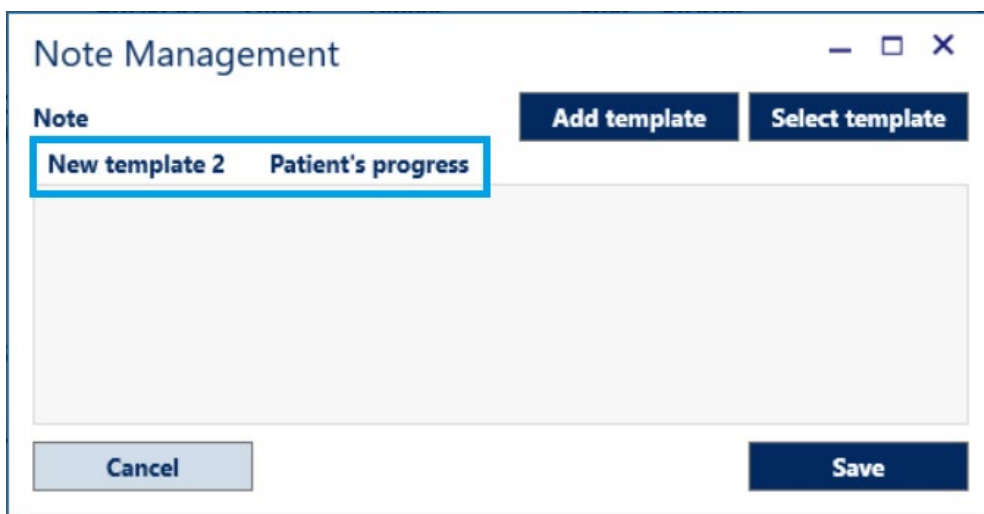 Note Management
Note
Add template
Select template
New template 2
Patient's progress
Cancel
Save